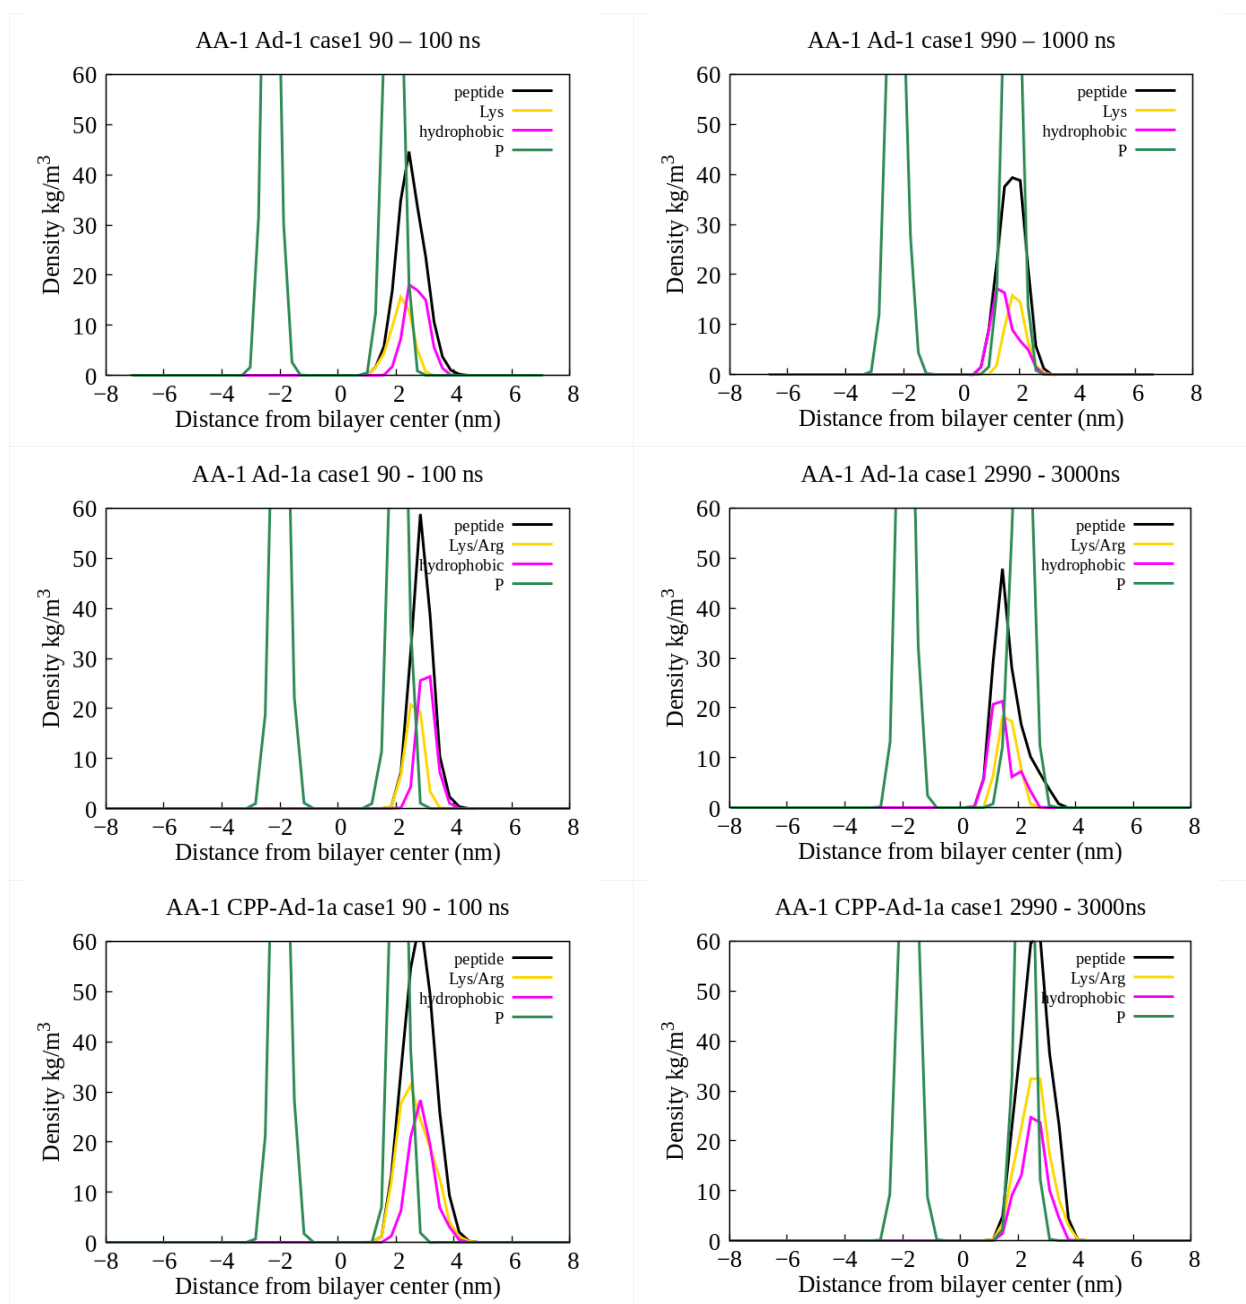 AA-1 Ad-1 case1 90 – 100 ns
60
50
40
30
20
10
0
Density kg/m³
peptide
Lys
hydrophobic
P
−8 −6 −4 −2 0 2 4 6 8
Distance from bilayer center (nm)
AA-1 Ad-1 case1 990 – 1000 ns
60
50
40
30
20
10
0
Density kg/m³
peptide
Lys
hydrophobic
P
−8 −6 −4 −2 0 2 4 6 8
Distance from bilayer center (nm)
AA-1 Ad-1a case1 90 - 100 ns
60
50
40
30
20
10
0
Density kg/m³
peptide
Lys/Arg
hydrophobic
P
−8 −6 −4 −2 0 2 4 6 8
Distance from bilayer center (nm)
AA-1 Ad-1a case1 2990 - 3000ns
60
50
40
30
20
10
0
Density kg/m³
peptide
Lys/Arg
hydrophobic
P
−8 −6 −4 −2 0 2 4 6 8
Distance from bilayer center (nm)
AA-1 CPP-Ad-1a case1 90 - 100 ns
60
50
40
30
20
10
0
Density kg/m³
peptide
Lys/Arg
hydrophobic
P
−8 −6 −4 −2 0 2 4 6 8
Distance from bilayer center (nm)
AA-1 CPP-Ad-1a case1 2990 - 3000ns
60
50
40
30
20
10
0
Density kg/m³
peptide
Lys/Arg
hydrophobic
P
−8 −6 −4 −2 0 2 4 6 8
Distance from bilayer center (nm)